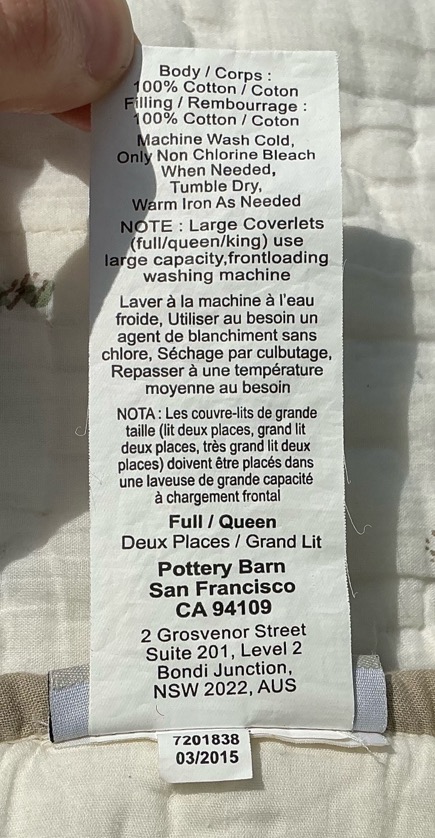 Body / Corps :
100% Cotton / Coton
Filling / Rembourrage :
100% Cotton / Coton
Machine Wash Cold,
Only Non Chlorine Bleach
When Needed,
Tumble Dry,
Warm Iron As Needed
NOTE : Large Coverlets
(full/queen/king) use
large capacity,frontloading
washing machine
Laver à la machine à l'eau
froide, Utiliser au besoin un
agent de blanchiment sans
chlore, Séchage par culbutage,
Repasser à une température
moyenne au besoin
NOTA : Les couvre-lits de grande
taille (lit deux places, grand lit
deux places, très grand lit deux
places) doivent être placés dans
une laveuse de grande capacité
à chargement frontal
Full / Queen
Deux Places / Grand Lit
Pottery Barn
San Francisco
CA 94109
2 Grosvenor Street
Suite 201, Level 2
Bondi Junction,
NSW 2022, AUS
7201838
03/2015